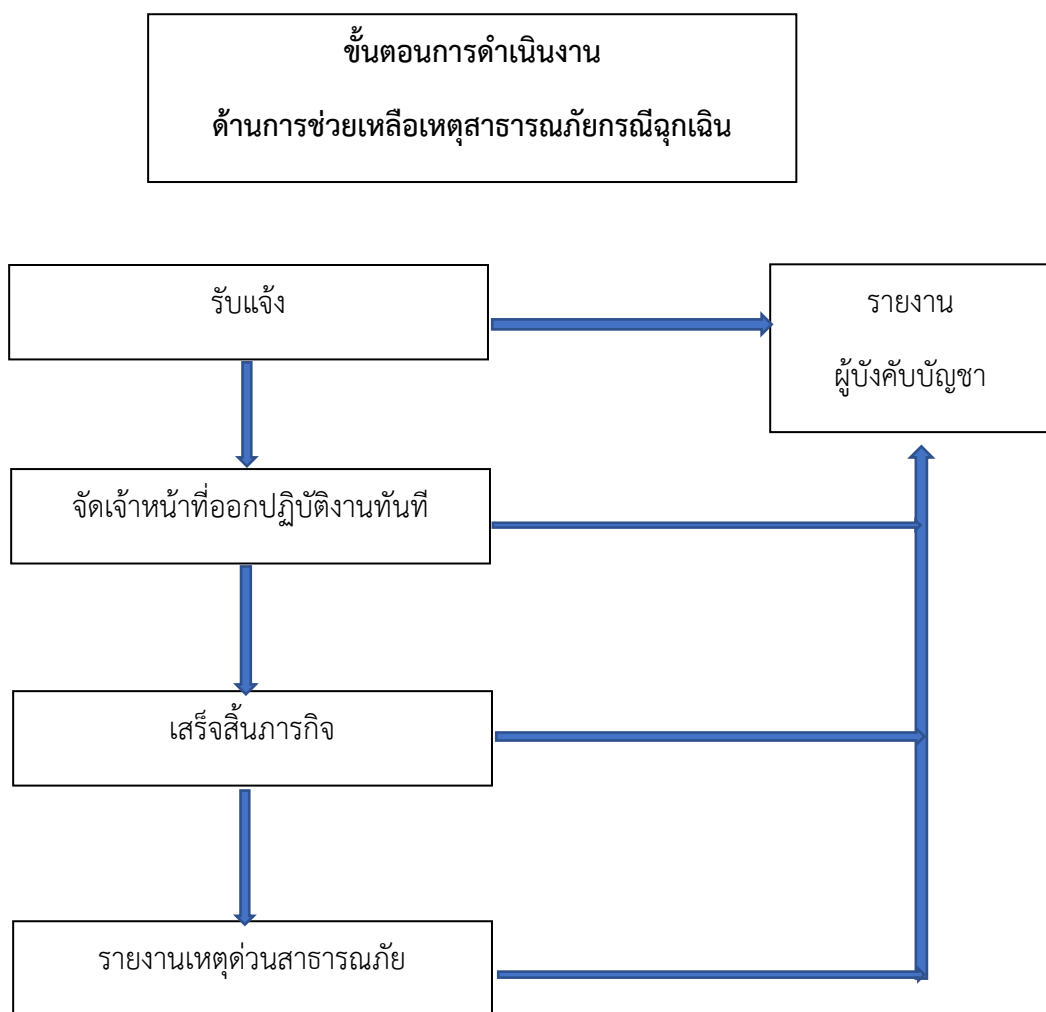 ขั้นตอนการดำเนินงาน
ด้านการช่วยเหลือเหตุสาธารณภัยกรณีฉุกเฉิน
รับแจ้ง
รายงาน
ผู้บังคับบัญชา
จัดเจ้าหน้าที่ออกปฏิบัติงานทันที
เสร็จสิ้นภารกิจ
รายงานเหตุด่วนสาธารณภัย